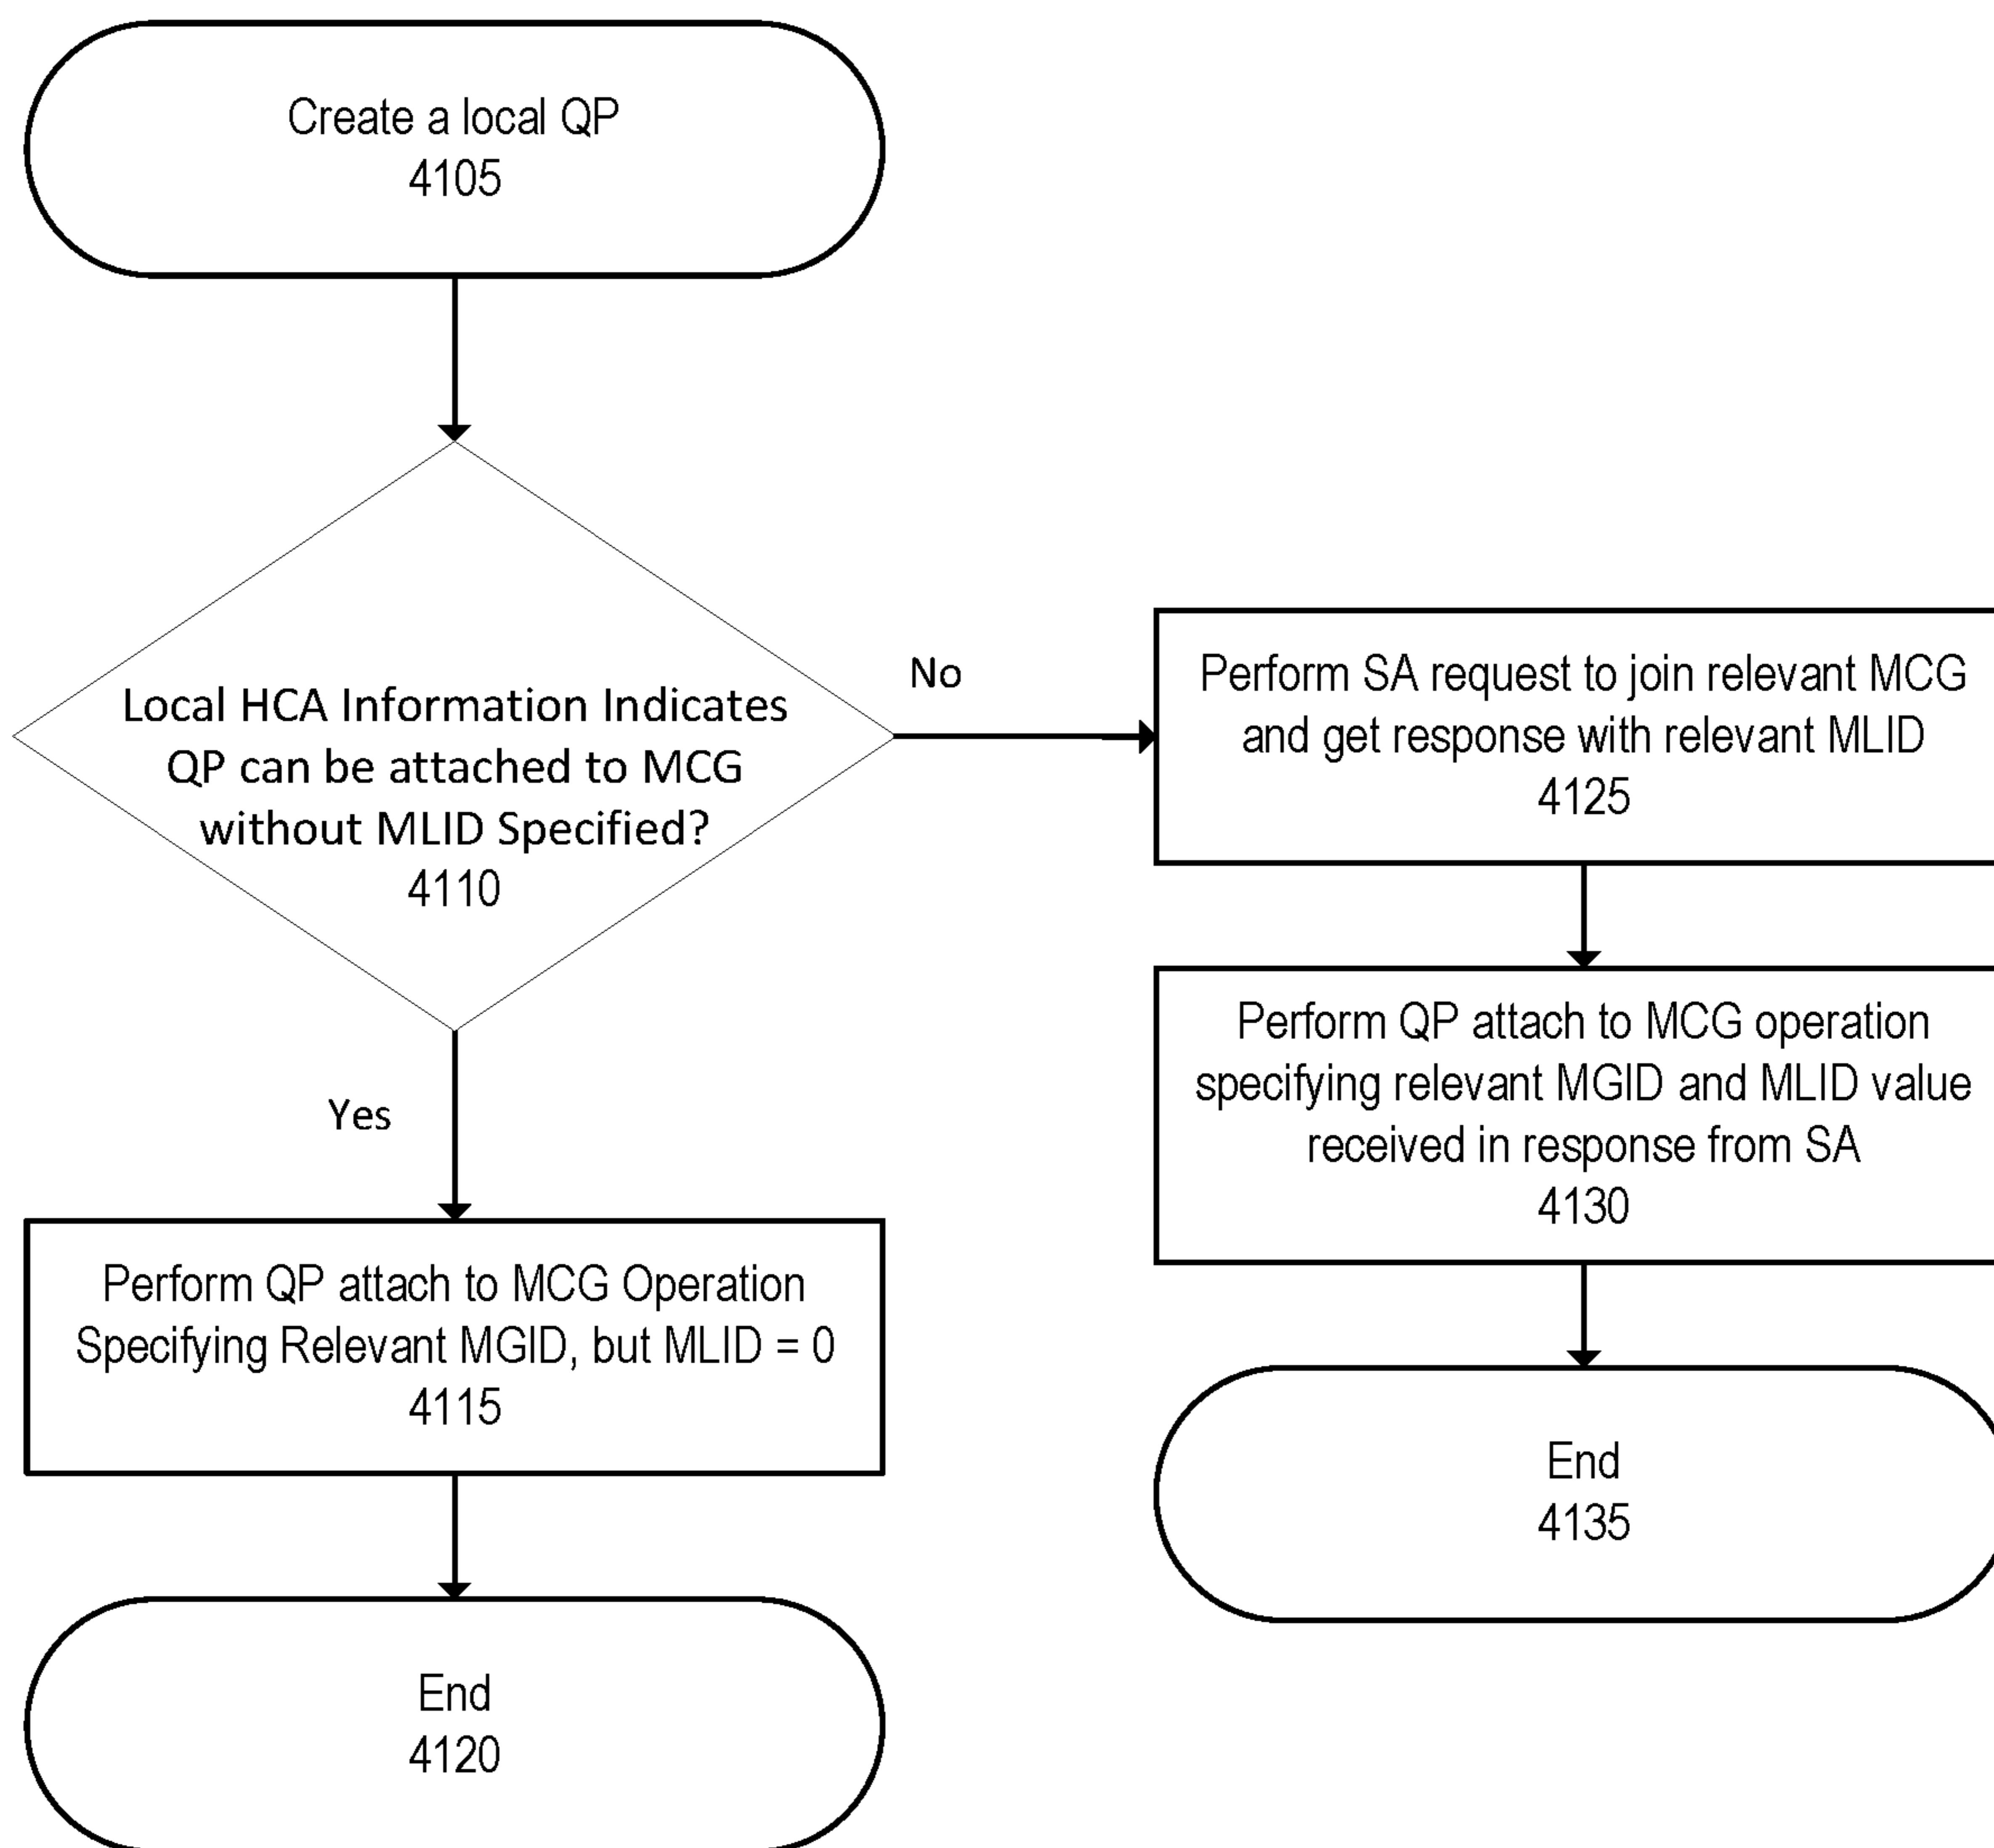 Create a local QP
4105
Local HCA Information Indicates
QP can be attached to MCG
without MLID Specified?
4110
No
Yes
Perform QP attach to MCG Operation
Specifying Relevant MGID, but MLID = 0
4115
End
4120
Perform SA request to join relevant MCG
and get response with relevant MLID
4125
Perform QP attach to MCG operation
specifying relevant MGID and MLID value
received in response from SA
4130
End
4135